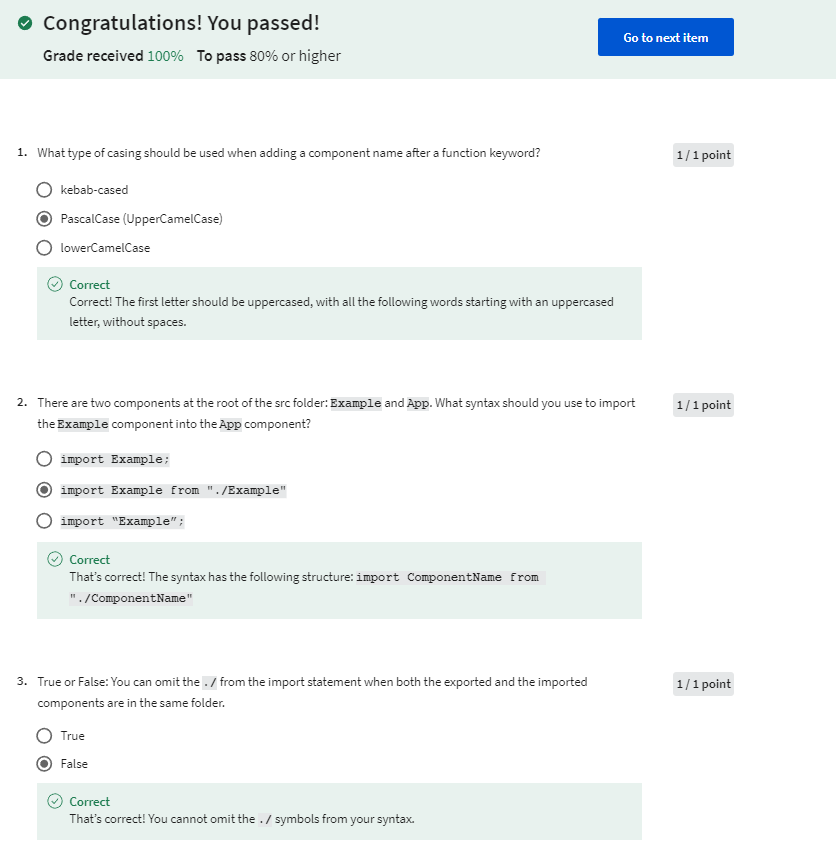 Congratulations! You passed!
Grade received 100% To pass 80% or higher
Go to next item
1. What type of casing should be used when adding a component name after a function keyword?
1 / 1 point
kebab-cased
PascalCase (UpperCamelCase)
lowerCamelCase
Correct
Correct! The first letter should be uppercased, with all the following words starting with an uppercased
letter, without spaces.
2. There are two components at the root of the src folder: Example and App. What syntax should you use to import
the Example component into the App component?
1 / 1 point
import Example;
import Example from "./Example"
import “Example”;
Correct
That’s correct! The syntax has the following structure: import ComponentName from
"./ComponentName"
3. True or False: You can omit the ./ from the import statement when both the exported and the imported
components are in the same folder.
1 / 1 point
True
False
Correct
That’s correct! You cannot omit the ./ symbols from your syntax.